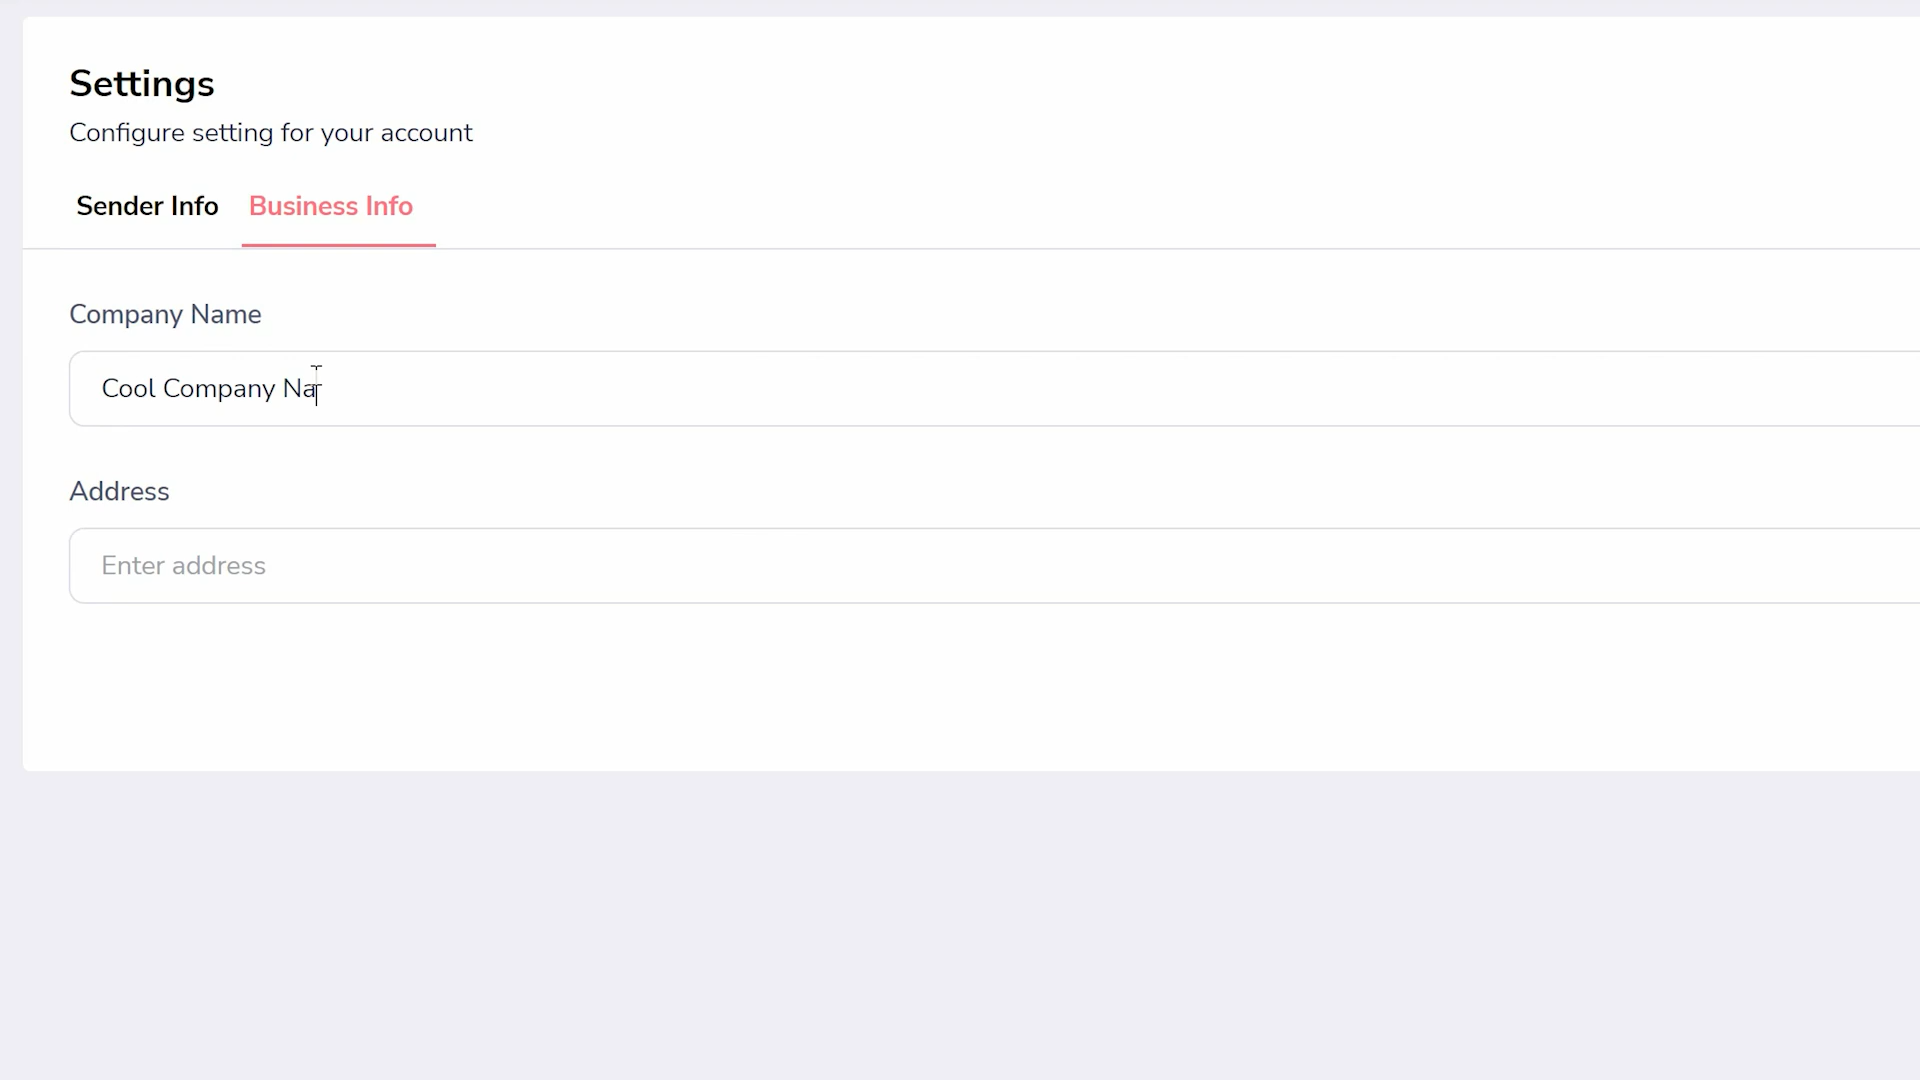 Settings
Configure setting for your account
Sender Info Business Info
Company Name
Cool Company Na
Address
Enter address